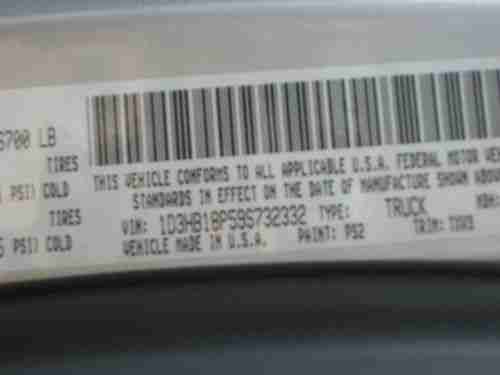 6700 LB
TIRES
THIS VEHICLE CONFORMS TO ALL APPLICABLE U.S.A. FEDERAL MOTOR VEH
PSI) COLD
STANDARDS IN EFFECT ON THE DATE OF MANUFACTURE SHOWN ABOV
TIRES
VIN: 1D3HB18P59S732332 TYPE: TRUCK
PSI) COLD
VEHICLE MADE IN U.S.A. PAINT: PS2 TRIM: